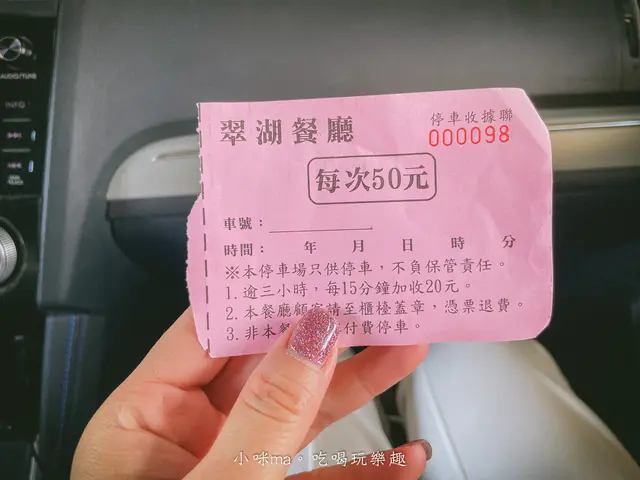 AUDIO/TUNE
INFO
翠湖餐廳
停車收據聯
000098
每次50元
車號：
時間： 年 月 日 時 分
※本停車場只供停車，不負保管責任。
1.逾三小時，每15分鐘加收20元。
2.本餐廳顧客請至櫃檯蓋章，憑票退費。
3.非本餐 付費停車。
小咪ma。吃喝玩樂趣